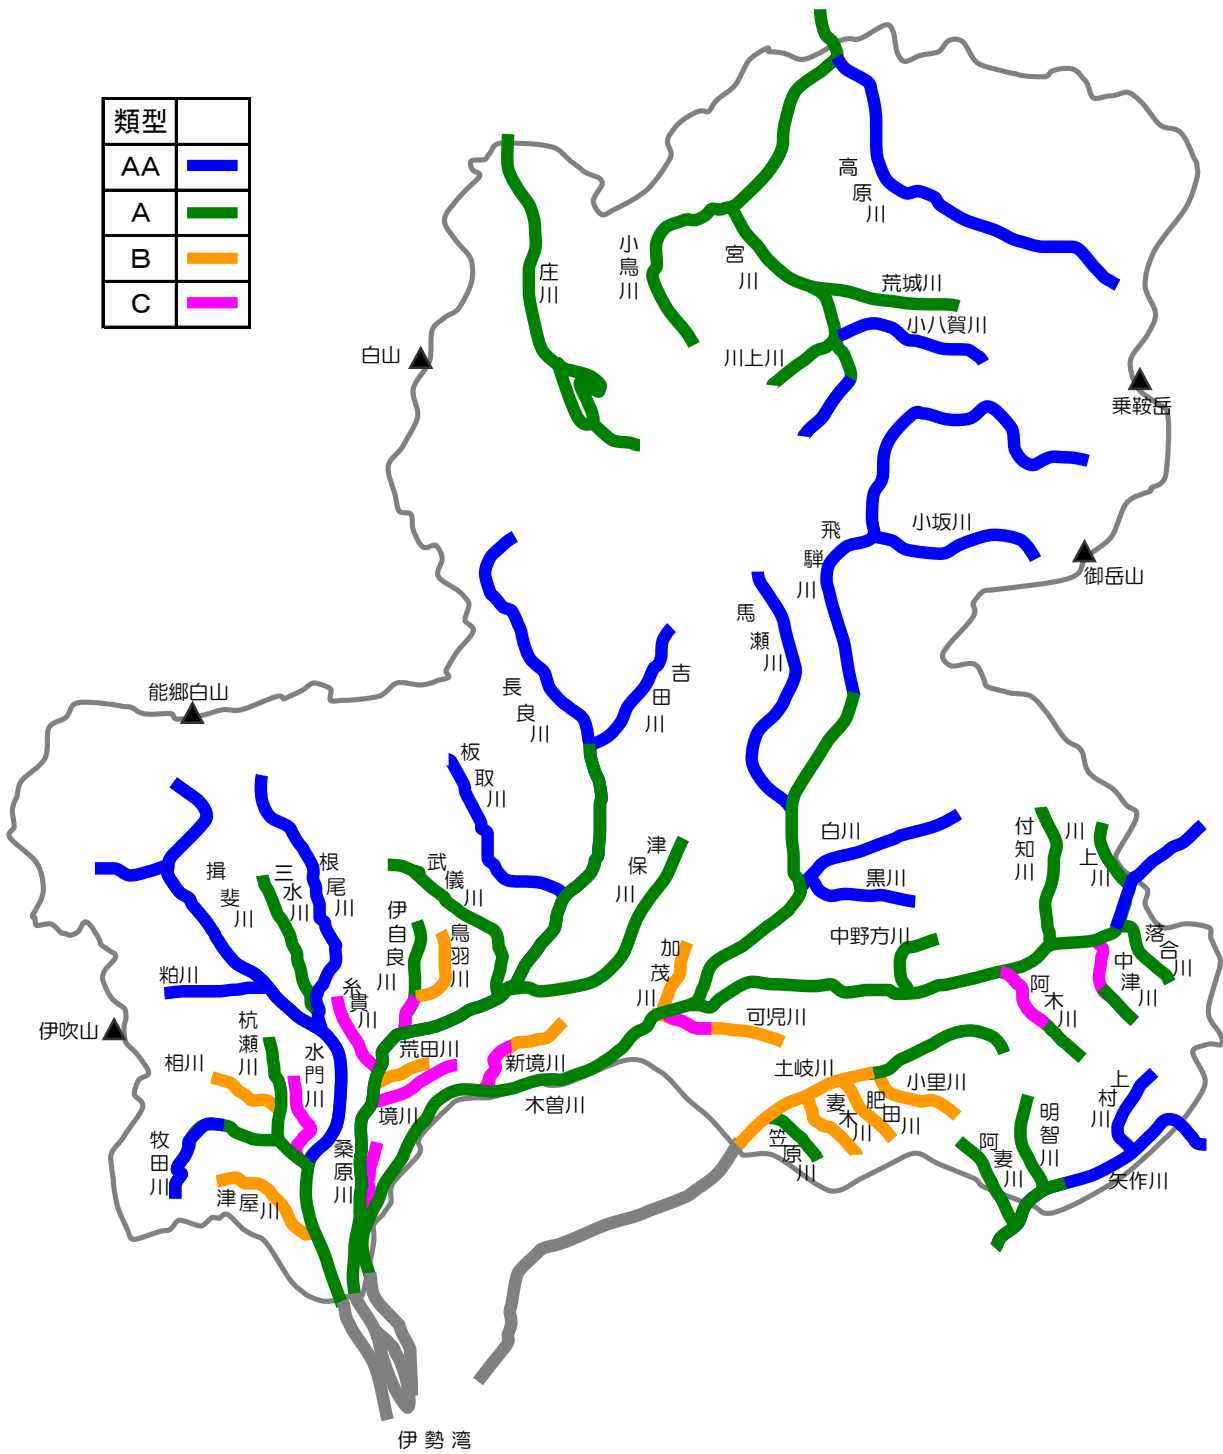 類型
AA
A
B
C
高原川
小鳥川
宮川
庄川
荒城川
小八賀川
川上川
白山
乗鞍岳
飛騨川
小坂川
御岳山
馬瀬川
吉田川
長良川
能郷白山
板取川
白川
黒川
付知川
川上川
津保川
武儀川
揖斐川
三水川
根尾川
伊自良川
鳥羽川
加茂川
中野方川
落合川
中津川
阿木川
粕川
糸貫川
伊吹山
杭瀬川
水門川
相川
荒田川
新境川
可児川
土岐川
小里川
肥田川
妻木川
笠原川
木曽川
境川
桑原川
牧田川
津屋川
上村川
明智川
阿妻川
矢作川
伊勢湾